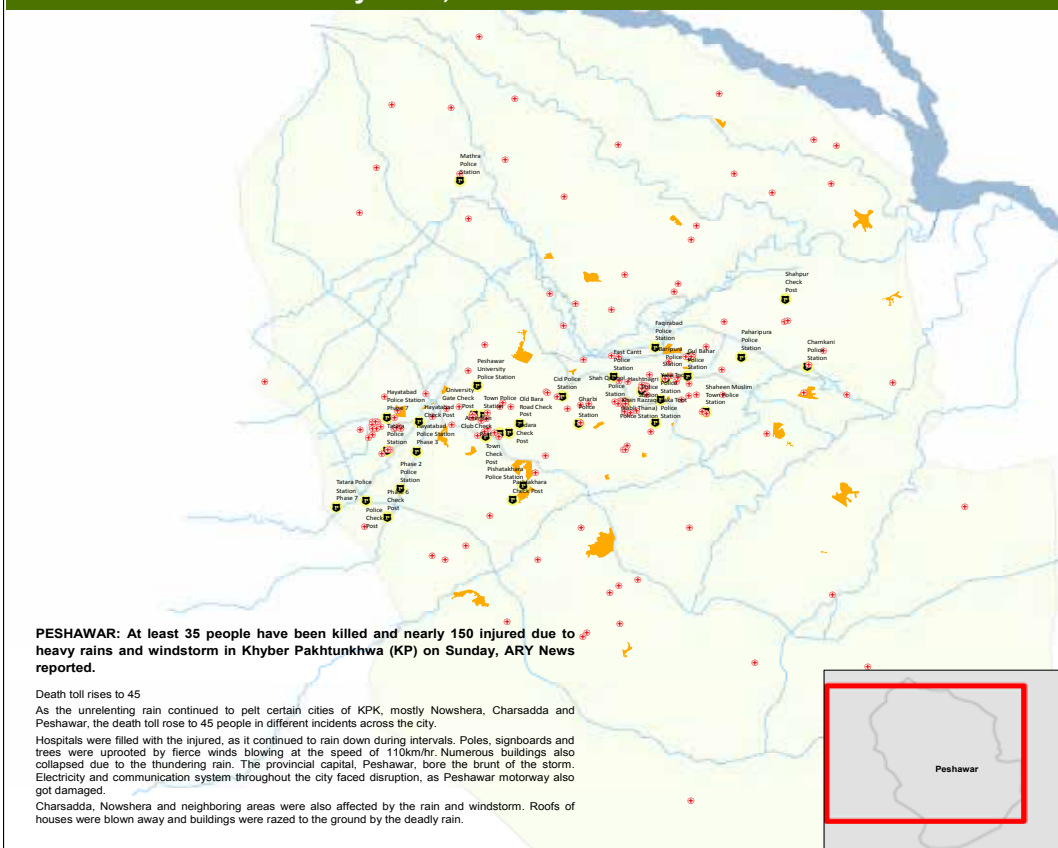 Mathra
Police
Station
Shahpur
Check
Post
Faqirabad
Police
Station
Paharipura
Police
Station
Chamkani
Police
Station
East Cantt
Police
Station
Gul Bahar
Police
Station
Peshawar
University
Police Station
Cid Police
Station
Shaheen Muslim
Town Police
Station
Hayatabad
Police Station
Phase 7
University
Gate Check
Post
Town Police
Station
Old Bara
Road Check
Post
Gharbi
Police
Station
Hayatabad
Check Post
Hayatabad
Police Station
Phase 3
Club Check
Post
Tatara
Police
Station
Check
Post
Town
Check
Post
Phase 2
Police
Station
Pishatakhara
Police Station
Check Post
Tatara Police
Station
Phase 7
Phase 6
Check
Post
Police
Check
Post
PESHAWAR: At least 35 people have been killed and nearly 150 injured due to
heavy rains and windstorm in Khyber Pakhtunkhwa (KP) on Sunday, ARY News
reported.
Death toll rises to 45
As the unrelenting rain continued to pelt certain cities of KPK, mostly Nowshera, Charsadda and
Peshawar, the death toll rose to 45 people in different incidents across the city.
Hospitals were filled with the injured, as it continued to rain down during intervals. Poles, signboards and
trees were uprooted by fierce winds blowing at the speed of 110km/hr. Numerous buildings also
collapsed due to the thundering rain. The provincial capital, Peshawar, bore the brunt of the storm.
Electricity and communication system throughout the city faced disruption, as Peshawar motorway also
got damaged.
Charsadda, Nowshera and neighboring areas were also affected by the rain and windstorm. Roofs of
houses were blown away and buildings were razed to the ground by the deadly rain.
Peshawar